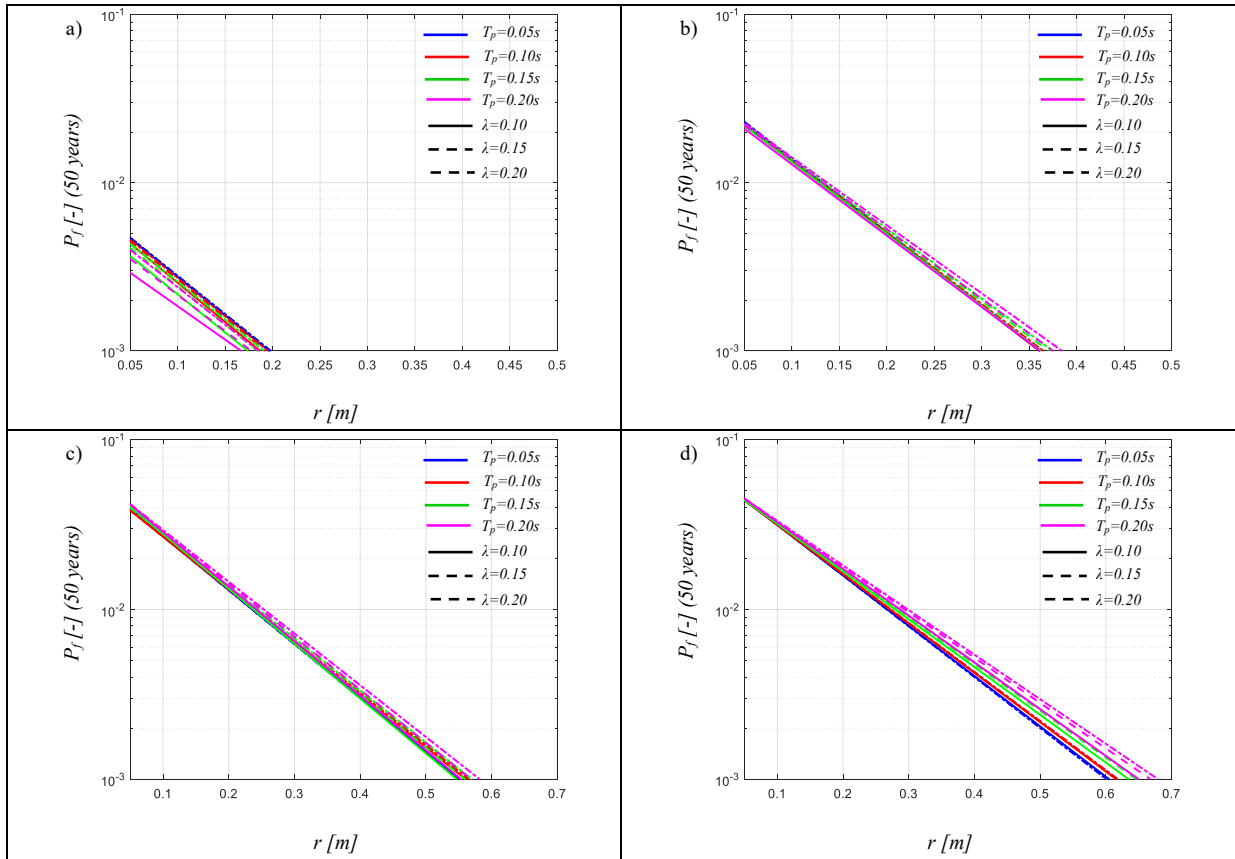 a)
10^-1
10^-2
10^-3
P_f [-] (50 years)
T_p=0.05s
T_p=0.10s
T_p=0.15s
T_p=0.20s
λ=0.10
λ=0.15
λ=0.20
0.05 0.1 0.15 0.2 0.25 0.3 0.35 0.4 0.45 0.5
r [m]
b)
10^-1
10^-2
10^-3
P_f [-] (50 years)
T_p=0.05s
T_p=0.10s
T_p=0.15s
T_p=0.20s
λ=0.10
λ=0.15
λ=0.20
0.05 0.1 0.15 0.2 0.25 0.3 0.35 0.4 0.45 0.5
r [m]
c)
10^-1
10^-2
10^-3
P_f [-] (50 years)
T_p=0.05s
T_p=0.10s
T_p=0.15s
T_p=0.20s
λ=0.10
λ=0.15
λ=0.20
0.1 0.2 0.3 0.4 0.5 0.6 0.7
r [m]
d)
10^-1
10^-2
10^-3
P_f [-] (50 years)
T_p=0.05s
T_p=0.10s
T_p=0.15s
T_p=0.20s
λ=0.10
λ=0.15
λ=0.20
0.1 0.2 0.3 0.4 0.5 0.6 0.7
r [m]